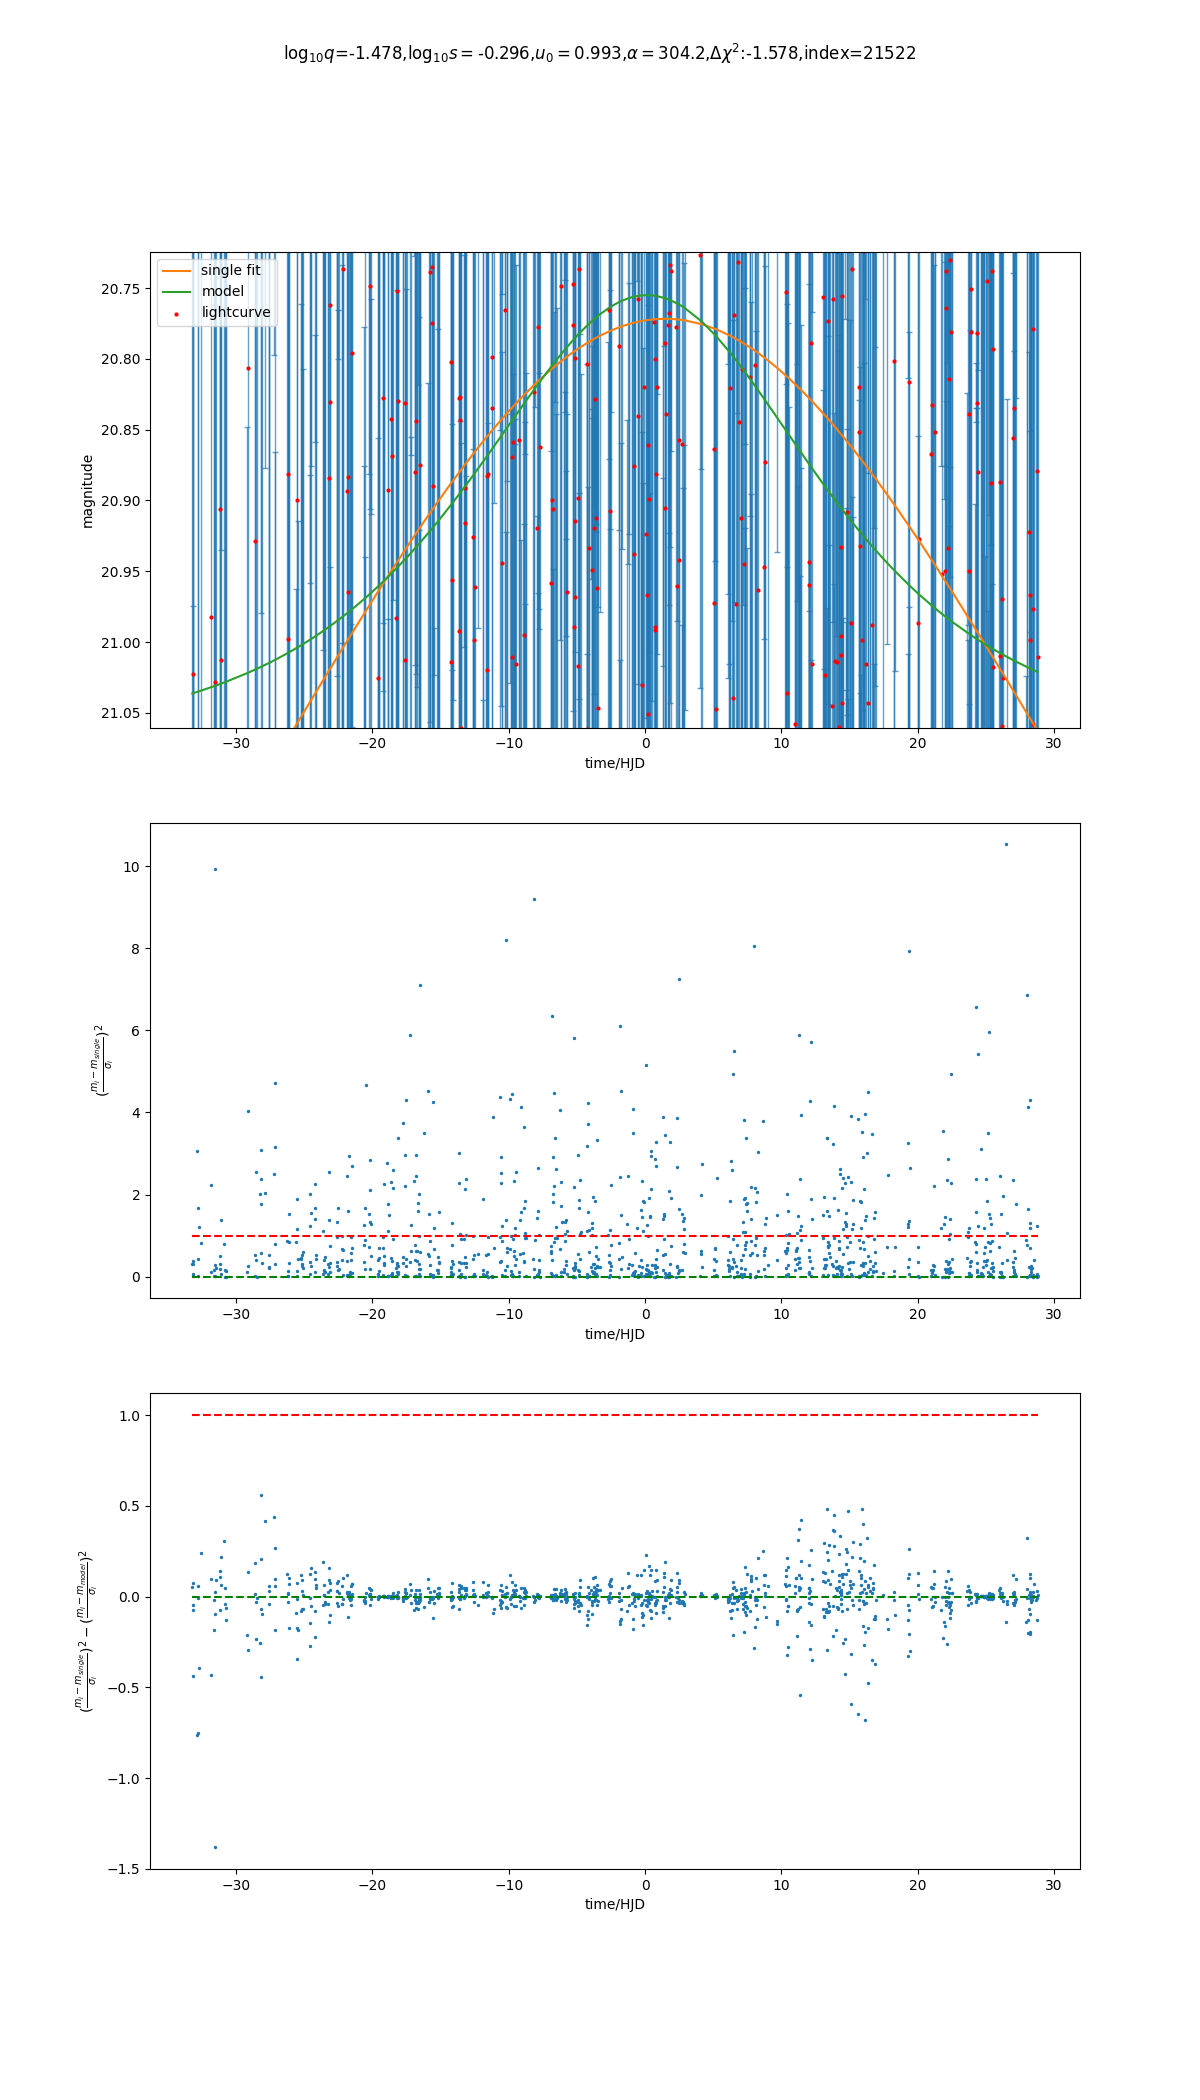 log₁₀q=-1.478,log₁₀s = -0.296,u₀ = 0.993,α = 304.2,Δχ²:-1.578,index=21522
single fit
model
lightcurve
magnitude
20.75
20.80
20.85
20.90
20.95
21.00
21.05
−30 −20 −10 0 10 20 30
time/HJD
((mᵢ − m_single)/σᵢ)²
10
8
6
4
2
0
−30 −20 −10 0 10 20 30
time/HJD
((mᵢ − m_single)/σᵢ)² − ((mᵢ − m_model)/σᵢ)²
1.0
0.5
0.0
−0.5
−1.0
−1.5
−30 −20 −10 0 10 20 30
time/HJD